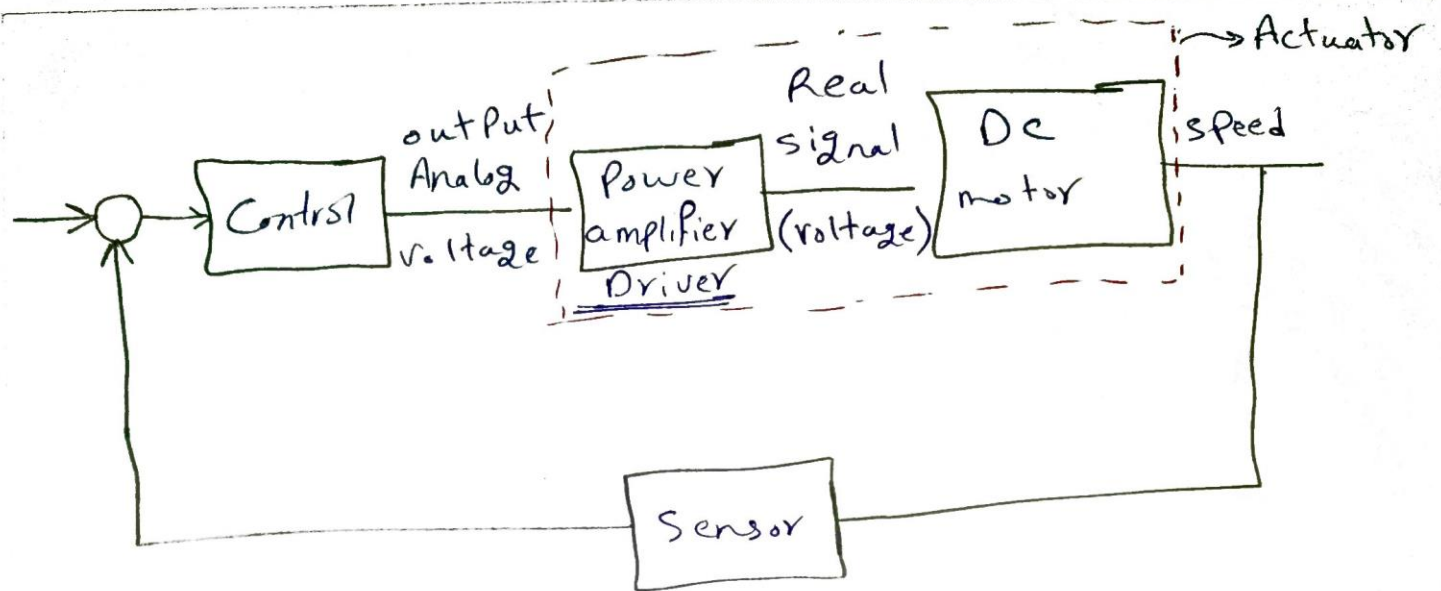 Actuator
Real
signal
(voltage)
DC
motor
speed
output
Analog
voltage
Power
amplifier
Driver
Control
Sensor